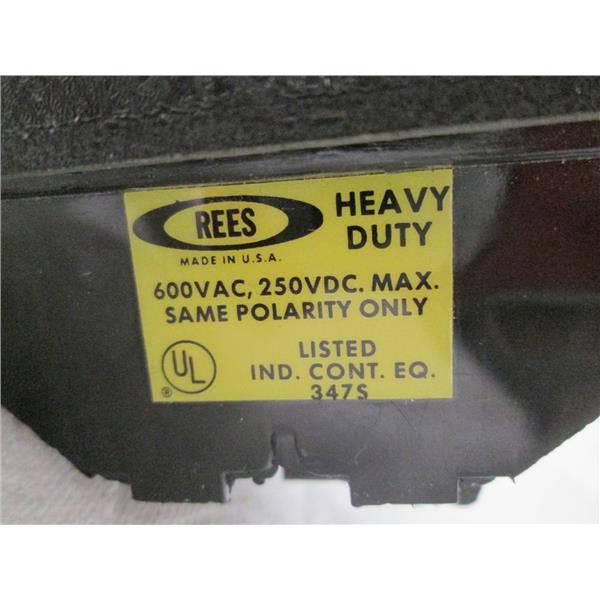 REES
MADE IN U.S.A.
HEAVY
DUTY
600VAC, 250VDC. MAX.
SAME POLARITY ONLY
UL
®
LISTED
IND. CONT. EQ.
347S